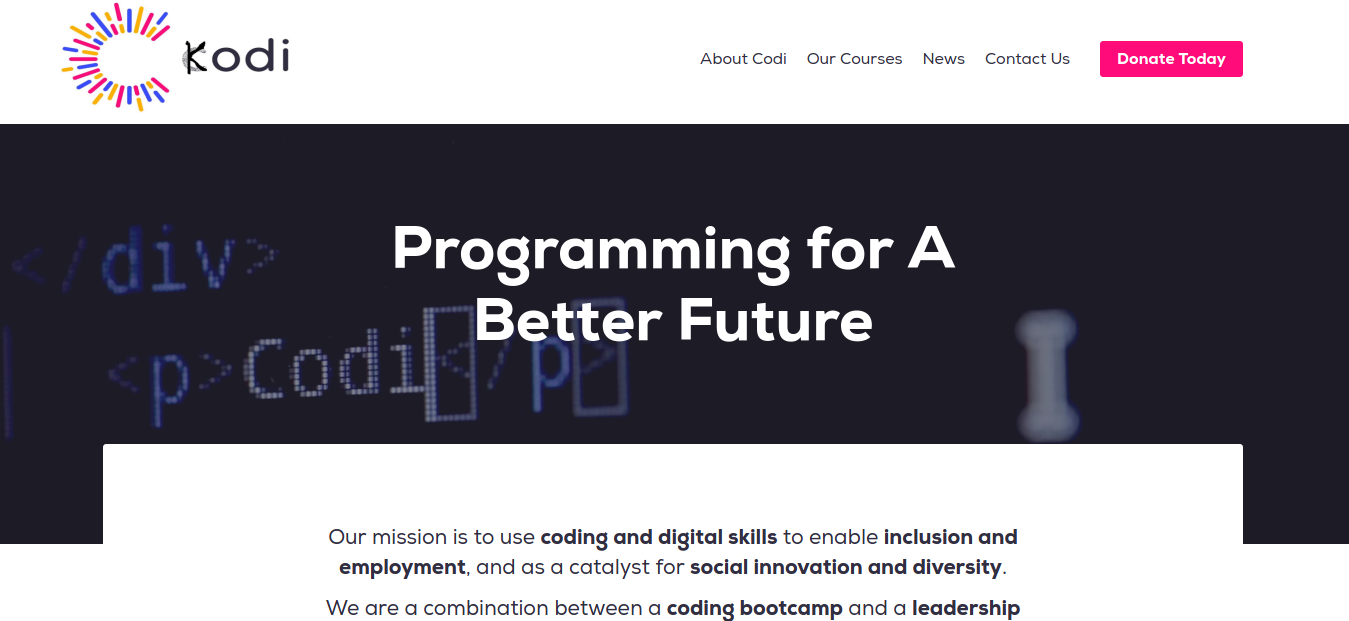 Kodi
About Codi
Our Courses
News
Contact Us
Donate Today
</div>
Programming for A
Better Future
<p>Codi</p>
Our mission is to use coding and digital skills to enable inclusion and
employment, and as a catalyst for social innovation and diversity.
We are a combination between a coding bootcamp and a leadership